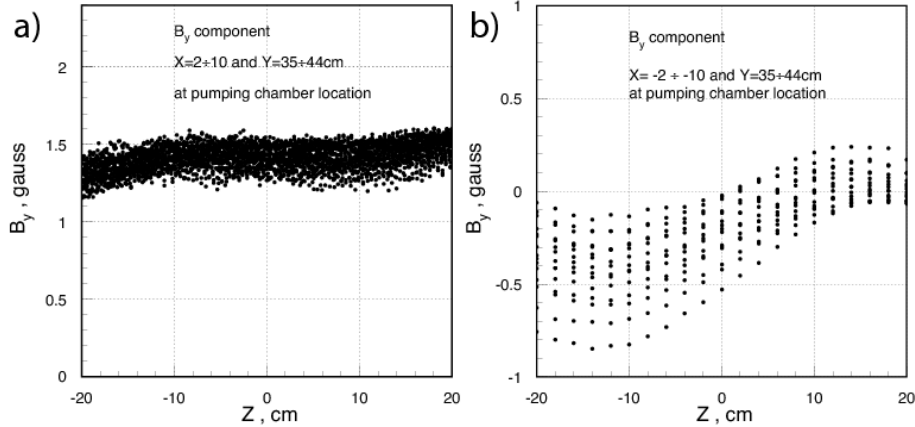 a)
B_y component
X=2÷10 and Y=35÷44cm
at pumping chamber location
B_y , gauss
2
1.5
1
0.5
0
-20
-10
0
10
20
Z , cm
b)
B_y component
X= -2 ÷ -10 and Y=35÷44cm
at pumping chamber location
B_y , gauss
1
0.5
0
-0.5
-1
-20
-10
0
10
20
Z , cm